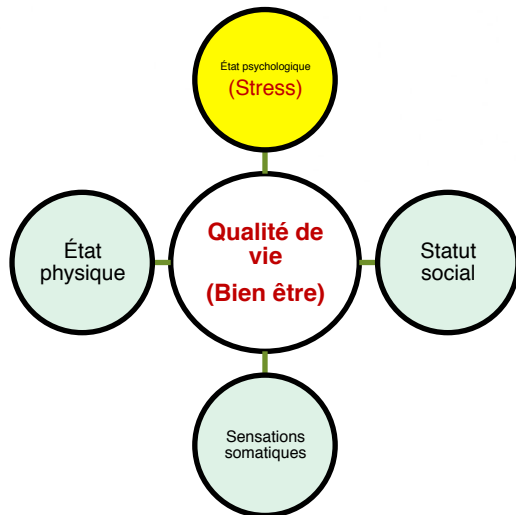 État psychologique
(Stress)
Qualité de
vie
(Bien être)
État
physique
Statut
social
Sensations
somatiques